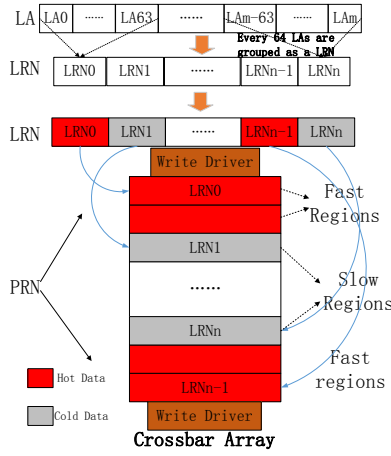 LA LA0 ...... LA63 ...... LAm-63 ...... LAm
Every 64 LAs are
grouped as a LRN
LRN LRN0 LRN1 ...... LRNn-1 LRNn
LRN LRN0 LRN1 ...... LRNn-1 LRNn
Write Driver
LRN0
Fast
Regions
LRN1
PRN
......
Slow
Regions
LRNn
Fast
regions
Hot Data
LRNn-1
Cold Data
Write Driver
Crossbar Array